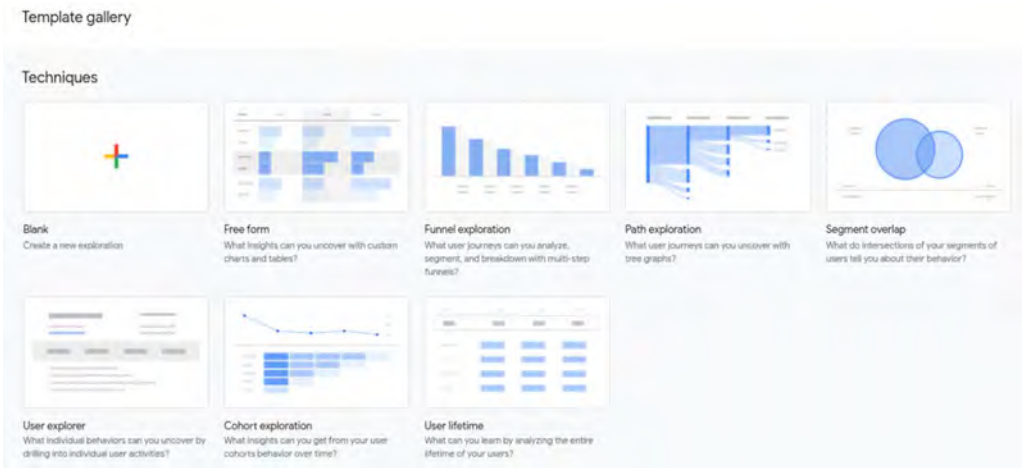 Template gallery
Techniques
Blank
Create a new exploration
Free form
What insights can you uncover with custom
charts and tables?
Funnel exploration
What user journeys can you analyze,
segment, and breakdown with multi-step
funnels?
Path exploration
What user journeys can you uncover with
tree graphs?
Segment overlap
What do intersections of your segments of
users tell you about their behavior?
User explorer
What individual behaviors can you uncover by
drilling into individual user activities?
Cohort exploration
What insights can you get from your user
cohorts behavior over time?
User lifetime
What can you learn by analyzing the entire
lifetime of your users?